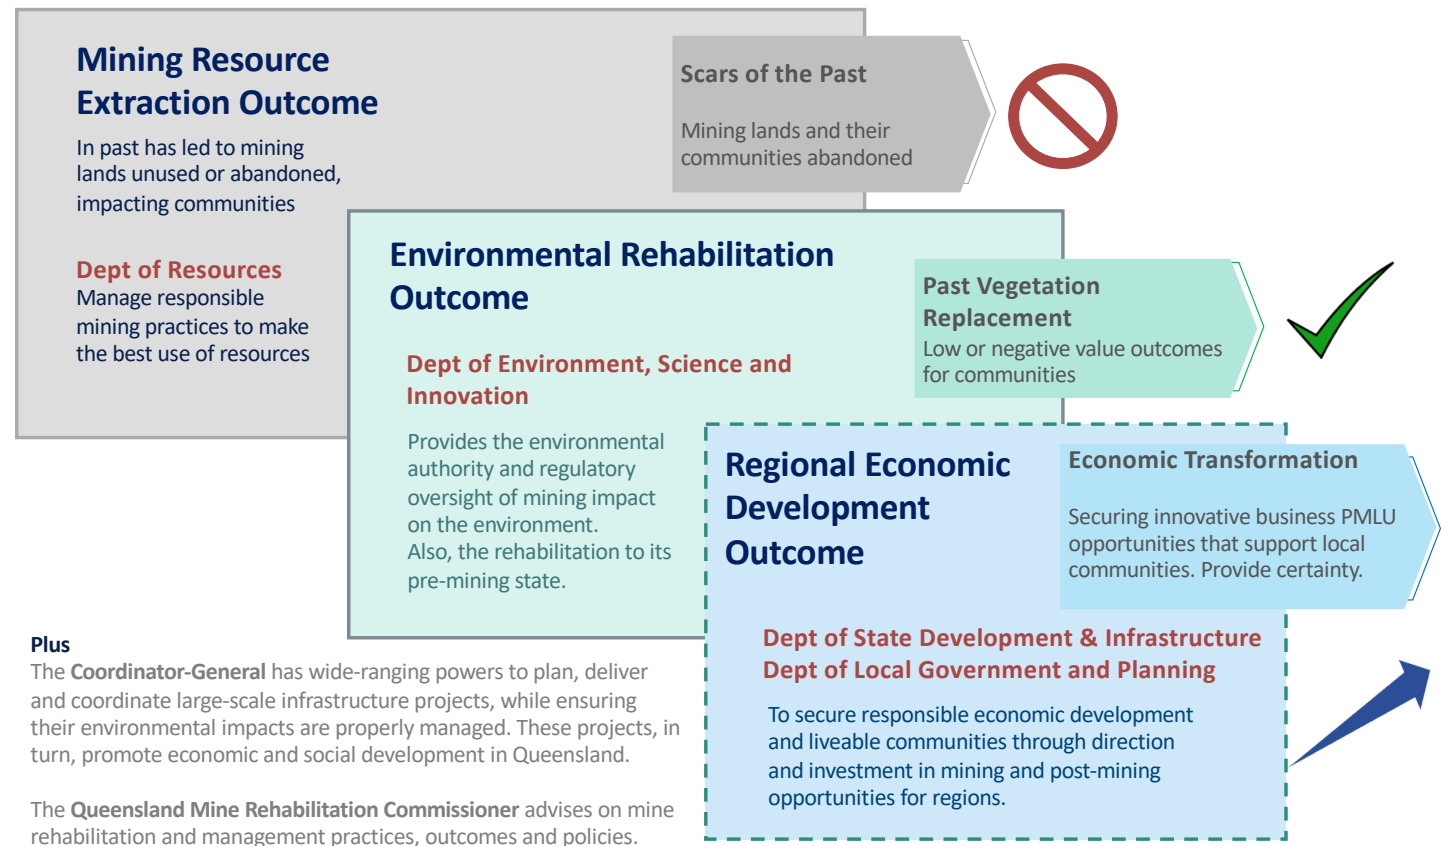 Mining Resource
Extraction Outcome
In past has led to mining
lands unused or abandoned,
impacting communities
Dept of Resources
Manage responsible
mining practices to make
the best use of resources
Scars of the Past
Mining lands and their
communities abandoned
Environmental Rehabilitation
Outcome
Dept of Environment, Science and
Innovation
Provides the environmental
authority and regulatory
oversight of mining impact
on the environment.
Also, the rehabilitation to its
pre-mining state.
Past Vegetation
Replacement
Low or negative value outcomes
for communities
Regional Economic
Development
Outcome
Economic Transformation
Securing innovative business PMLU
opportunities that support local
communities. Provide certainty.
Dept of State Development & Infrastructure
Dept of Local Government and Planning
To secure responsible economic development
and liveable communities through direction
and investment in mining and post-mining
opportunities for regions.
Plus
The Coordinator-General has wide-ranging powers to plan, deliver
and coordinate large-scale infrastructure projects, while ensuring
their environmental impacts are properly managed. These projects, in
turn, promote economic and social development in Queensland.
The Queensland Mine Rehabilitation Commissioner advises on mine
rehabilitation and management practices, outcomes and policies.